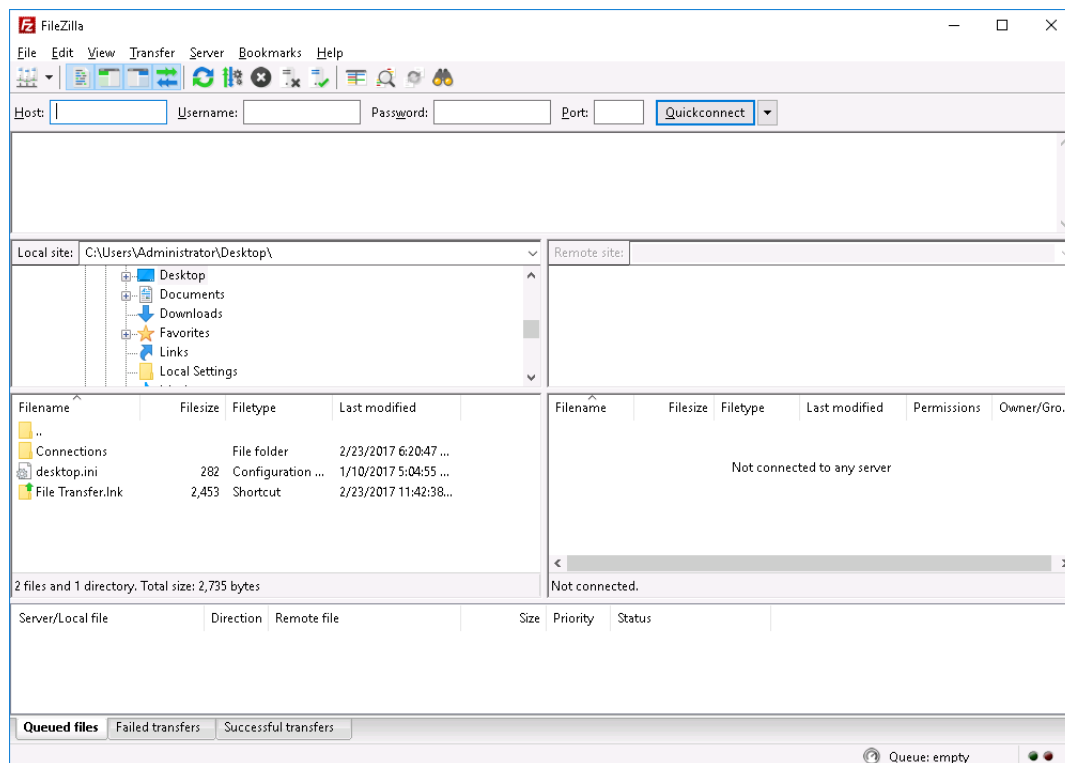 FileZilla
File Edit View Transfer Server Bookmarks Help
Host: Username: Password: Port: Quickconnect
Local site: C:\Users\Administrator\Desktop\
Remote site:
Desktop
Documents
Downloads
Favorites
Links
Local Settings
Filename Filesize Filetype Last modified
..
Connections File folder 2/23/2017 6:20:47 ...
desktop.ini 282 Configuration ... 1/10/2017 5:04:55 ...
File Transfer.lnk 2,453 Shortcut 2/23/2017 11:42:38...
2 files and 1 directory. Total size: 2,735 bytes
Filename Filesize Filetype Last modified Permissions Owner/Gro...
Not connected to any server
Not connected.
Server/Local file Direction Remote file Size Priority Status
Queued files Failed transfers Successful transfers
Queue: empty